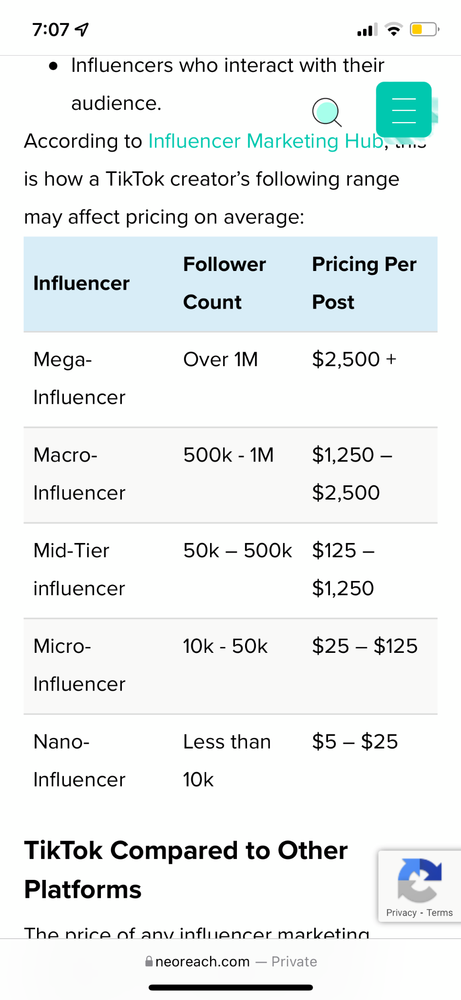 7:07
• Influencers who interact with their
audience.
According to Influencer Marketing Hub, this
is how a TikTok creator’s following range
may affect pricing on average:
Influencer Follower Count Pricing Per Post
Mega-Influencer Over 1M $2,500 +
Macro-Influencer 500k - 1M $1,250 – $2,500
Mid-Tier influencer 50k – 500k $125 – $1,250
Micro-Influencer 10k - 50k $25 – $125
Nano-Influencer Less than 10k $5 – $25
TikTok Compared to Other
Platforms
Privacy - Terms
The price of any influencer marketing
neoreach.com — Private